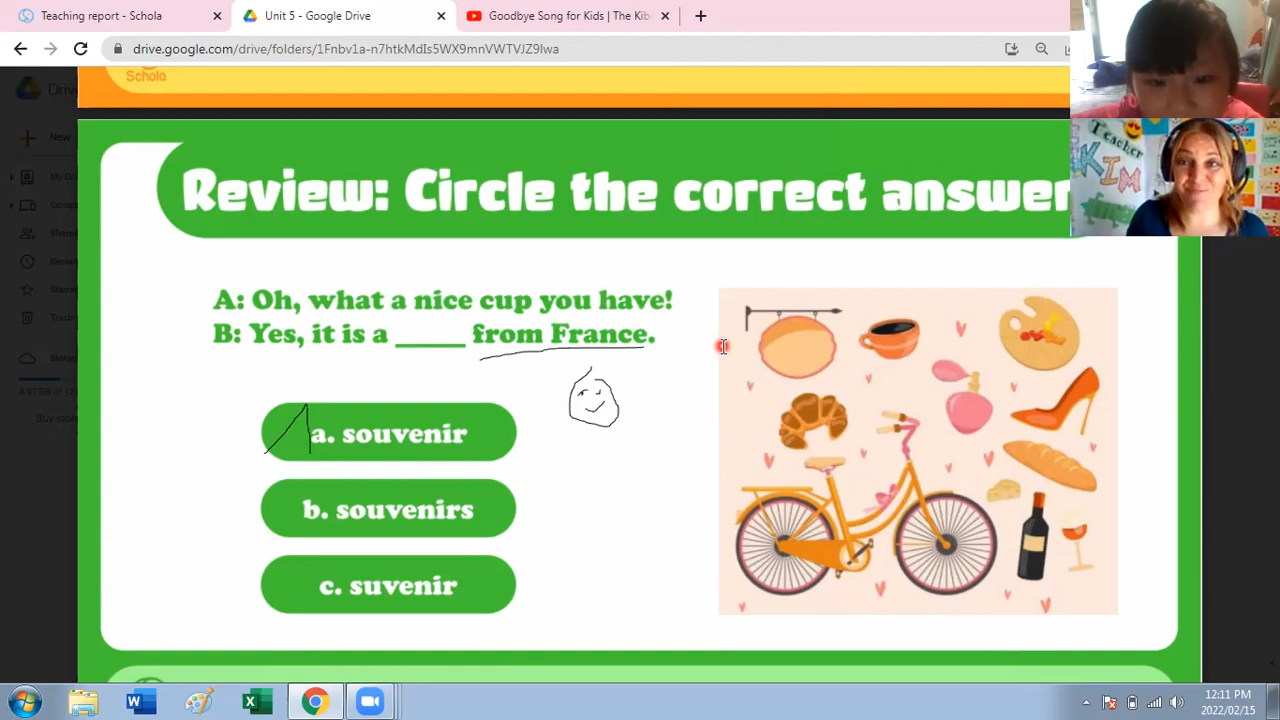 Teaching report - Schola
Unit 5 - Google Drive
Goodbye Song for Kids | The Kib
drive.google.com/drive/folders/1Fnbv1a-n7htkMdIs5WX9mnVWTVJZ9lwa
Schola
New
Review: Circle the correct answer
Teacher
KIM
A: Oh, what a nice cup you have!
B: Yes, it is a _____ from France.
a. souvenir
b. souvenirs
c. suvenir
12:11 PM
2022/02/15